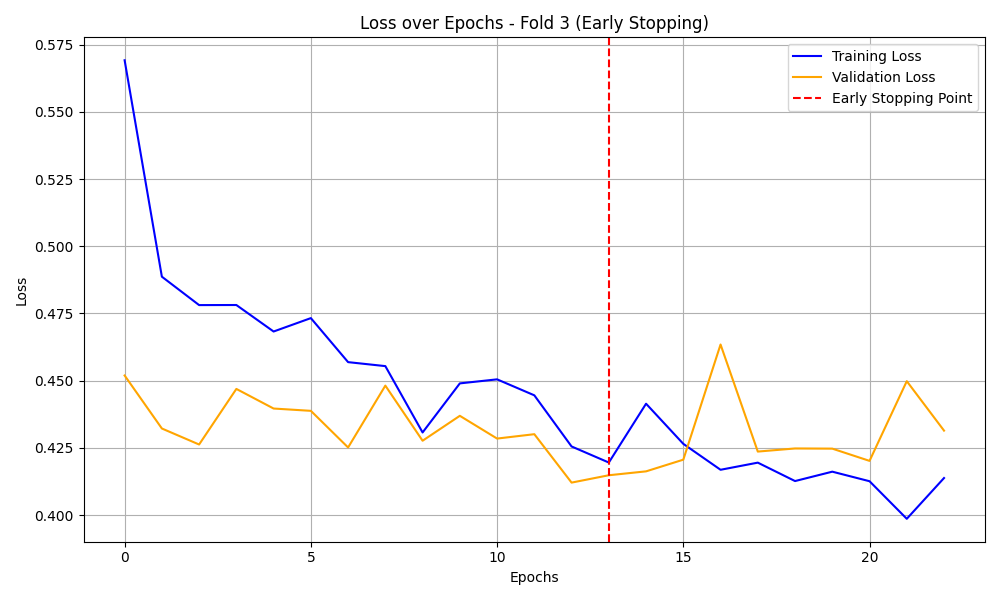 Loss over Epochs - Fold 3 (Early Stopping)
Training Loss
Validation Loss
Early Stopping Point
Loss
0.575
0.550
0.525
0.500
0.475
0.450
0.425
0.400
0
5
10
15
20
Epochs